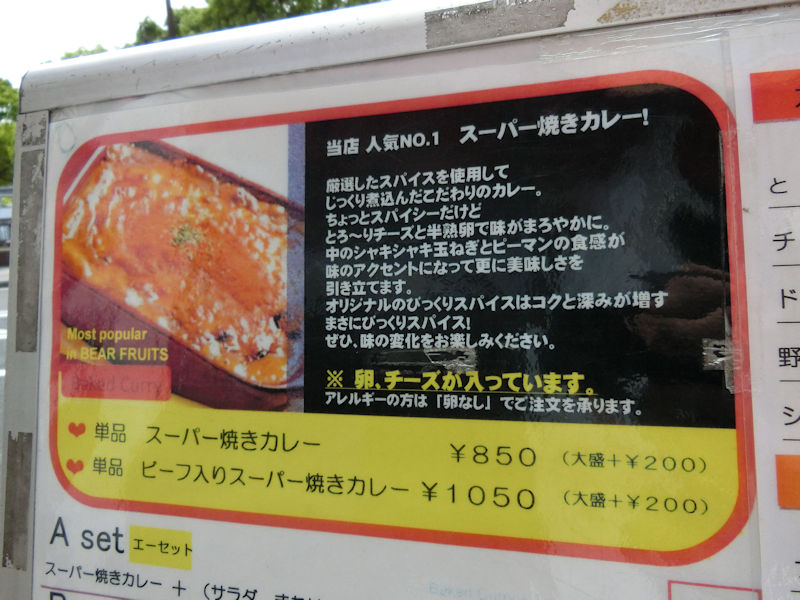 当店 人気NO.1 スーパー焼きカレー!
厳選したスパイスを使用して
じっくり煮込んだこだわりのカレー。
ちょっとスパイシーだけど
とろ〜りチーズと半熟卵で味がまろやかに。
中のシャキシャキ玉ねぎとピーマンの食感が
味のアクセントになって更に美味しさを
引き立てます。
オリジナルのびっくりスパイスはコクと深みが増す
まさにびっくりスパイス!
ぜひ、味の変化をお楽しみください。
※ 卵、チーズが入っています。
アレルギーの方は「卵なし」でご注文を承ります。
Most popular
in BEAR FRUITS
Baked Curry
❤ 単品 スーパー焼きカレー ¥850 (大盛+¥200)
❤ 単品 ビーフ入りスーパー焼きカレー ¥1050 (大盛+¥200)
A set エーセット
スーパー焼きカレー + (サラダ
と
チ
ド
野
シ